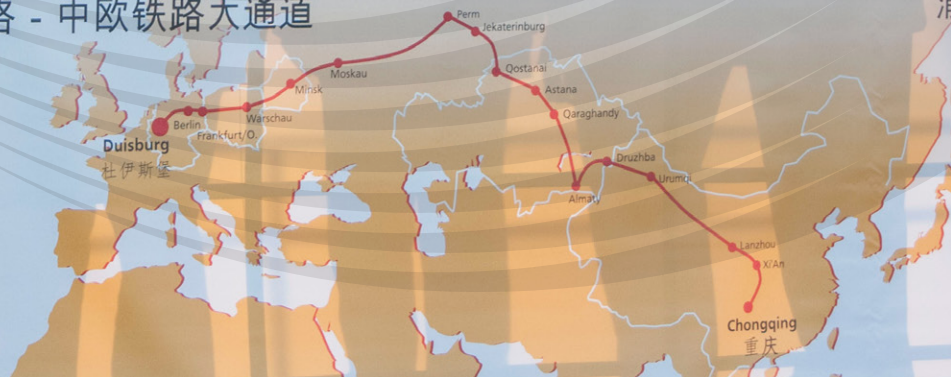 - 中欧铁路大通道
Perm
Jekaterinburg
Moskau
Qostanai
Minsk
Astana
Warschau
Qaraghandy
Berlin
Frankfurt/O.
Duisburg
杜伊斯堡
Druzhba
Urumqi
Almaty
Lanzhou
Xi'An
Chongqing
重庆